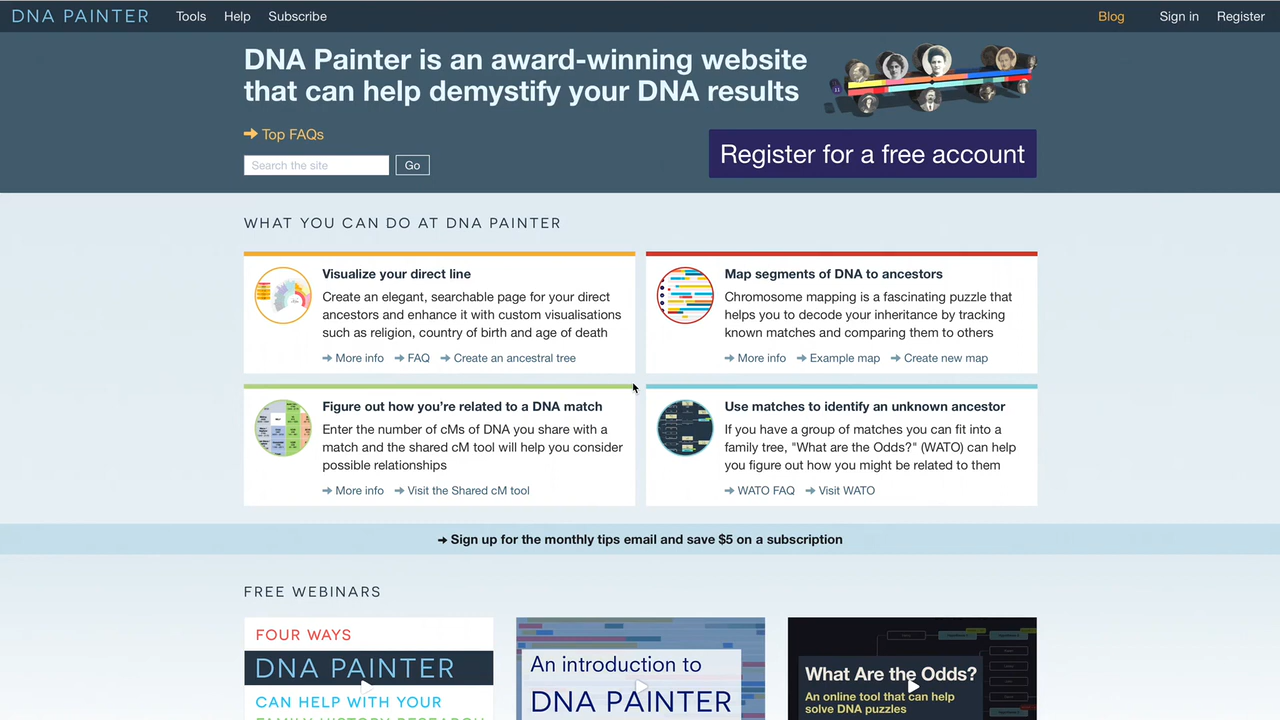 DNA PAINTER Tools Help Subscribe Blog Sign in Register
DNA Painter is an award-winning website
that can help demystify your DNA results
Top FAQs
Search the site Go
Register for a free account
WHAT YOU CAN DO AT DNA PAINTER
Visualize your direct line
Create an elegant, searchable page for your direct
ancestors and enhance it with custom visualisations
such as religion, country of birth and age of death
More info FAQ Create an ancestral tree
Map segments of DNA to ancestors
Chromosome mapping is a fascinating puzzle that
helps you to decode your inheritance by tracking
known matches and comparing them to others
More info Example map Create new map
Figure out how you’re related to a DNA match
Enter the number of cMs of DNA you share with a
match and the shared cM tool will help you consider
possible relationships
More info Visit the Shared cM tool
Use matches to identify an unknown ancestor
If you have a group of matches you can fit into a
family tree, "What are the Odds?" (WATO) can help
you figure out how you might be related to them
WATO FAQ Visit WATO
Sign up for the monthly tips email and save $5 on a subscription
FREE WEBINARS
FOUR WAYS
DNA PAINTER
CAN HELP WITH YOUR
FAMILY HISTORY RESEARCH
An introduction to
DNA PAINTER
What Are the Odds?
An online tool that can help
solve DNA puzzles